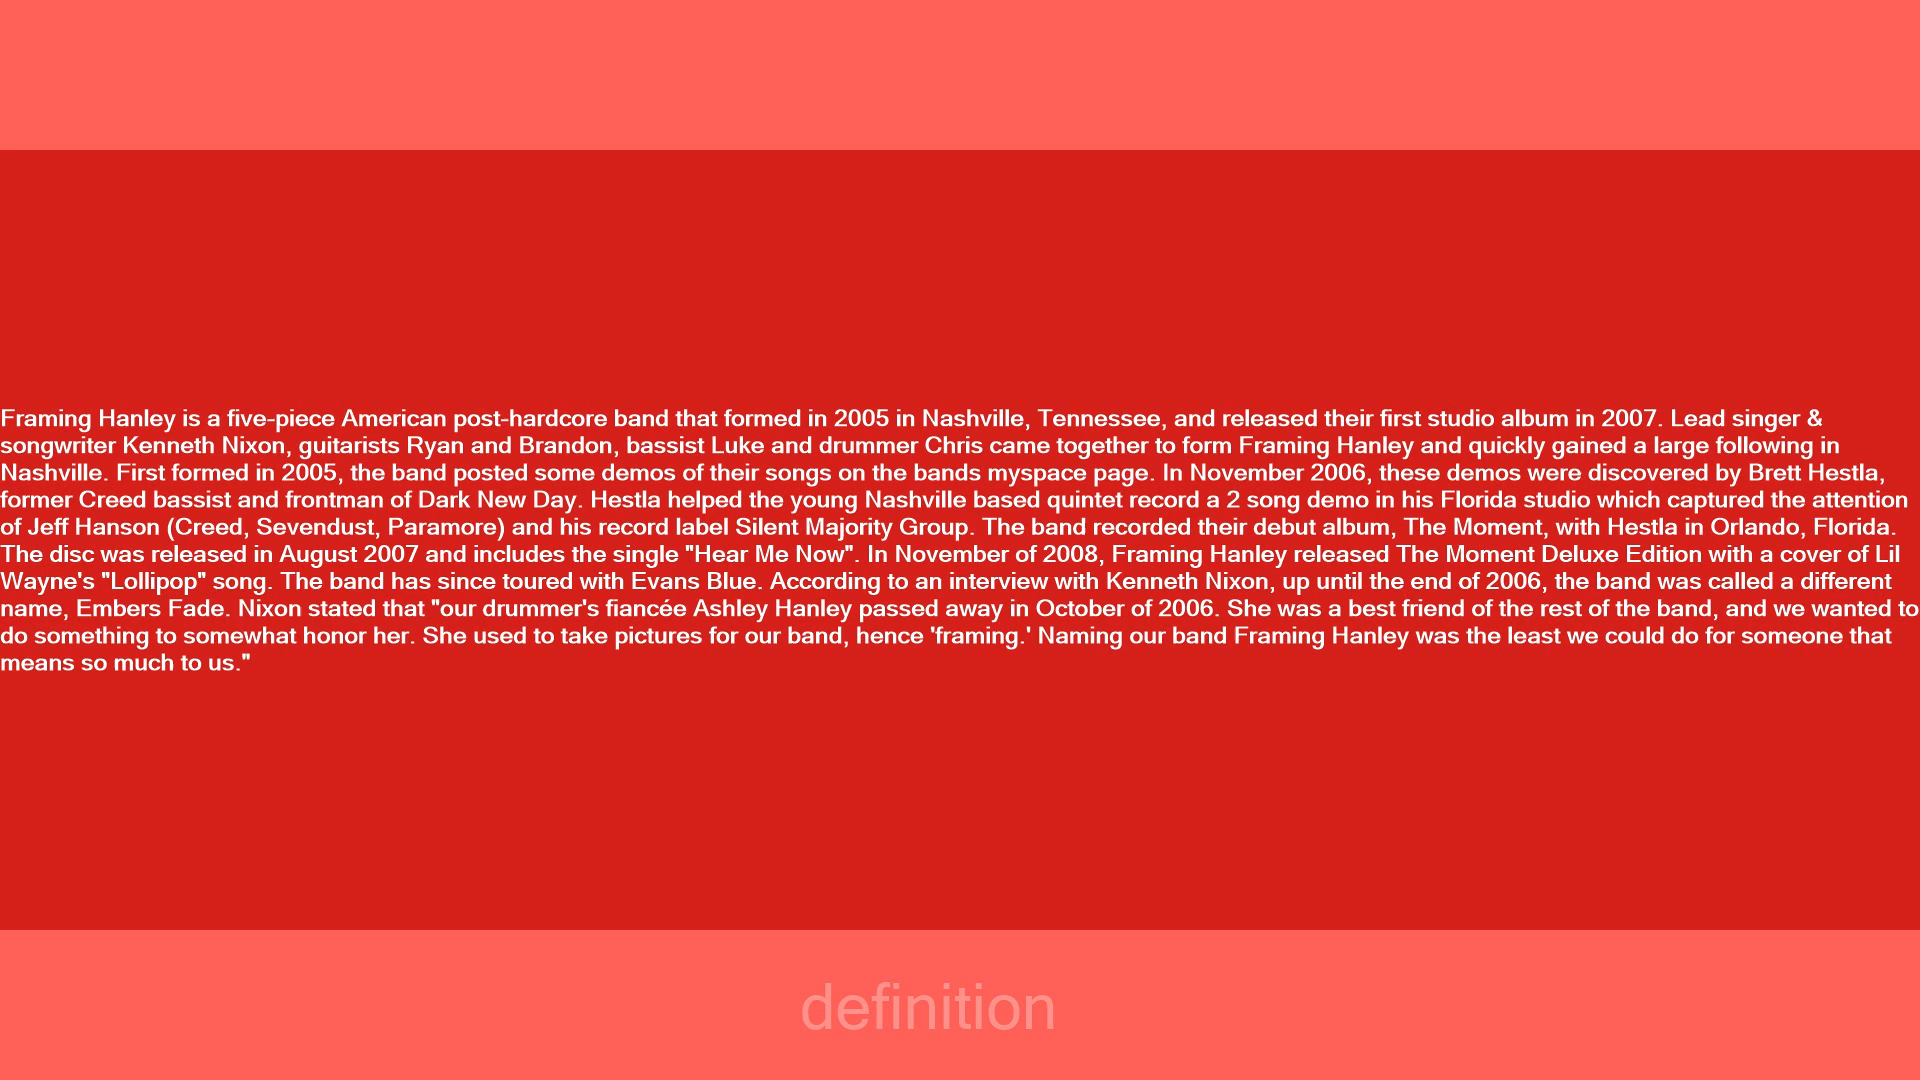 Framing Hanley is a five-piece American post-hardcore band that formed in 2005 in Nashville, Tennessee, and released their first studio album in 2007. Lead singer &
songwriter Kenneth Nixon, guitarists Ryan and Brandon, bassist Luke and drummer Chris came together to form Framing Hanley and quickly gained a large following in
Nashville. First formed in 2005, the band posted some demos of their songs on the bands myspace page. In November 2006, these demos were discovered by Brett Hestla,
former Creed bassist and frontman of Dark New Day. Hestla helped the young Nashville based quintet record a 2 song demo in his Florida studio which captured the attention
of Jeff Hanson (Creed, Sevendust, Paramore) and his record label Silent Majority Group. The band recorded their debut album, The Moment, with Hestla in Orlando, Florida.
The disc was released in August 2007 and includes the single "Hear Me Now". In November of 2008, Framing Hanley released The Moment Deluxe Edition with a cover of Lil
Wayne's "Lollipop" song. The band has since toured with Evans Blue. According to an interview with Kenneth Nixon, up until the end of 2006, the band was called a different
name, Embers Fade. Nixon stated that "our drummer's fiancée Ashley Hanley passed away in October of 2006. She was a best friend of the rest of the band, and we wanted to
do something to somewhat honor her. She used to take pictures for our band, hence 'framing.' Naming our band Framing Hanley was the least we could do for someone that
means so much to us."
definition